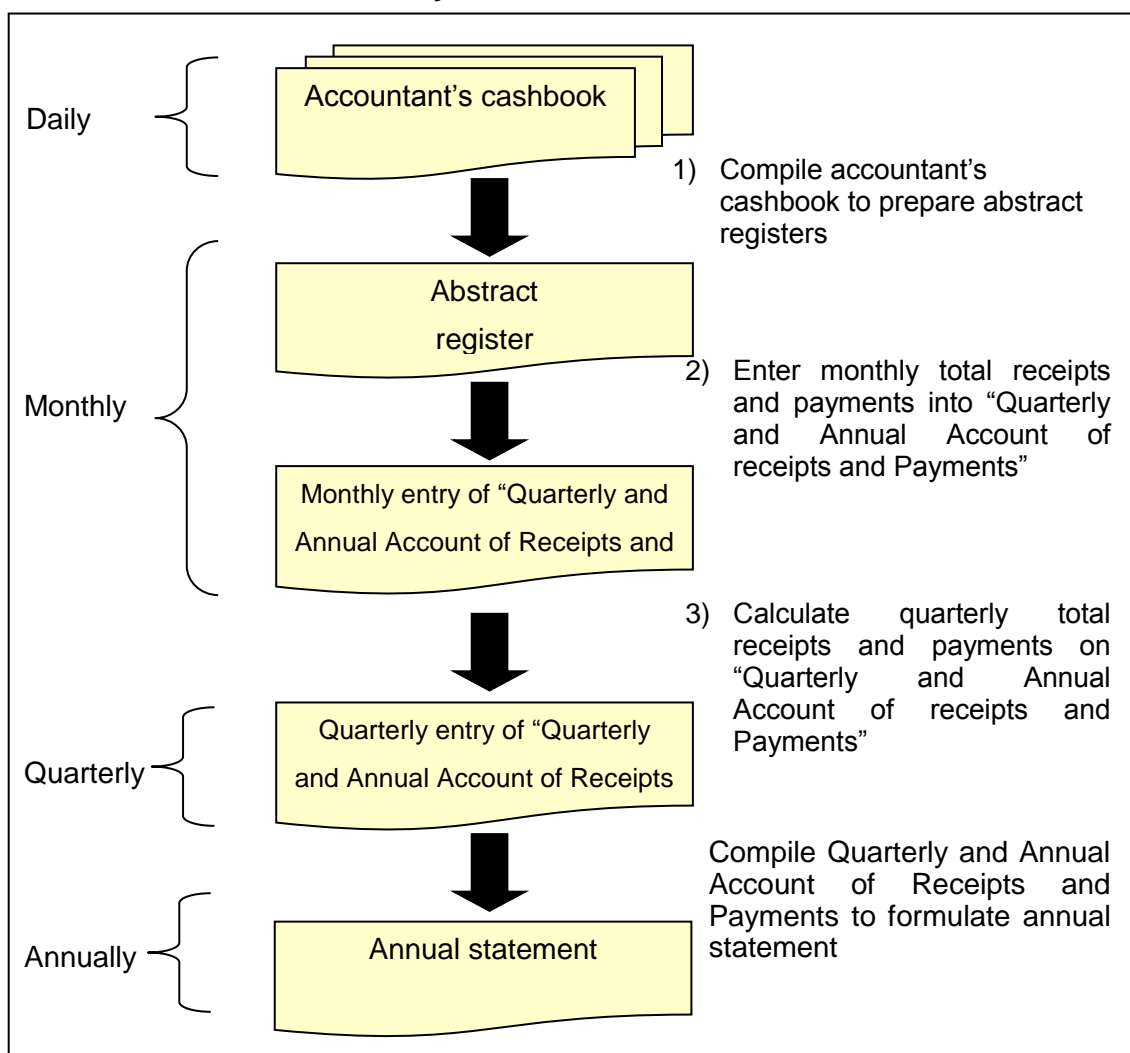 Daily
Accountant's cashbook
1) Compile accountant's
cashbook to prepare abstract
registers
Monthly
Abstract
register
2) Enter monthly total receipts
and payments into “Quarterly
and Annual Account of
receipts and Payments”
Monthly entry of “Quarterly and
Annual Account of Receipts and
3) Calculate quarterly total
receipts and payments on
“Quarterly and Annual
Account of receipts and
Payments”
Quarterly
Quarterly entry of “Quarterly
and Annual Account of Receipts
Compile Quarterly and Annual
Account of Receipts and
Payments to formulate annual
statement
Annually
Annual statement